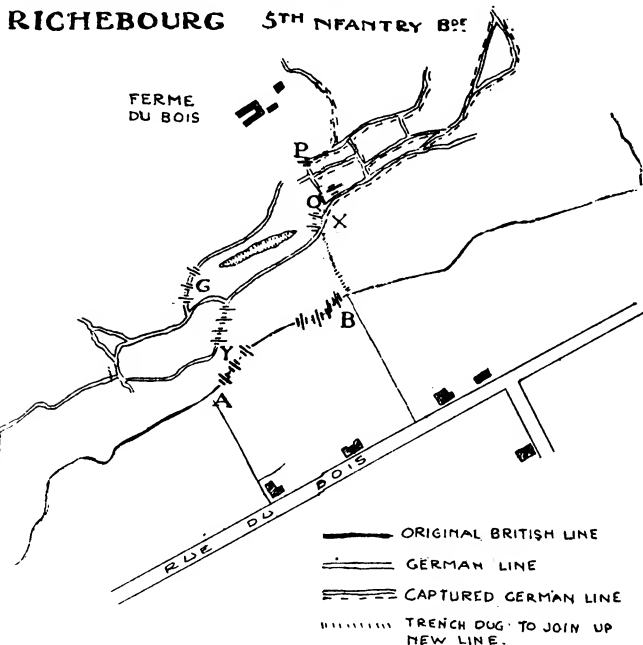 RICHEBOURG 5TH NFANTRY BDE
FERME
DU BOIS
P
Q
X
G
B
Y
A
RUE DU BOIS
ORIGINAL BRITISH LINE
GERMAN LINE
CAPTURED GERMAN LINE
TRENCH DUG TO JOIN UP
NEW LINE.